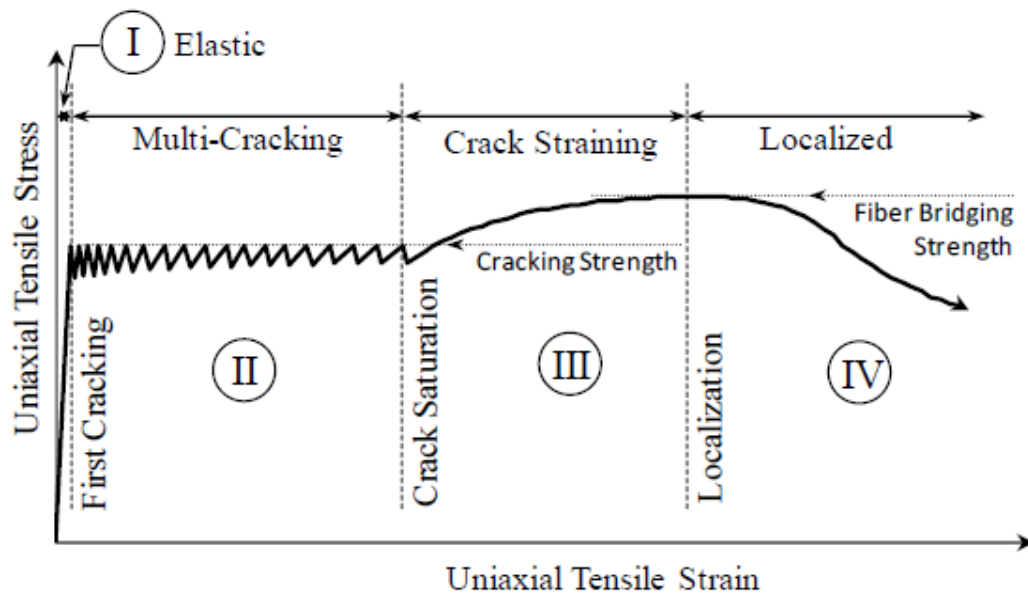 I Elastic
Multi-Cracking
Crack Straining
Localized
Uniaxial Tensile Stress
Fiber Bridging
Strength
Cracking Strength
First Cracking
II
Crack Saturation
III
Localization
IV
Uniaxial Tensile Strain